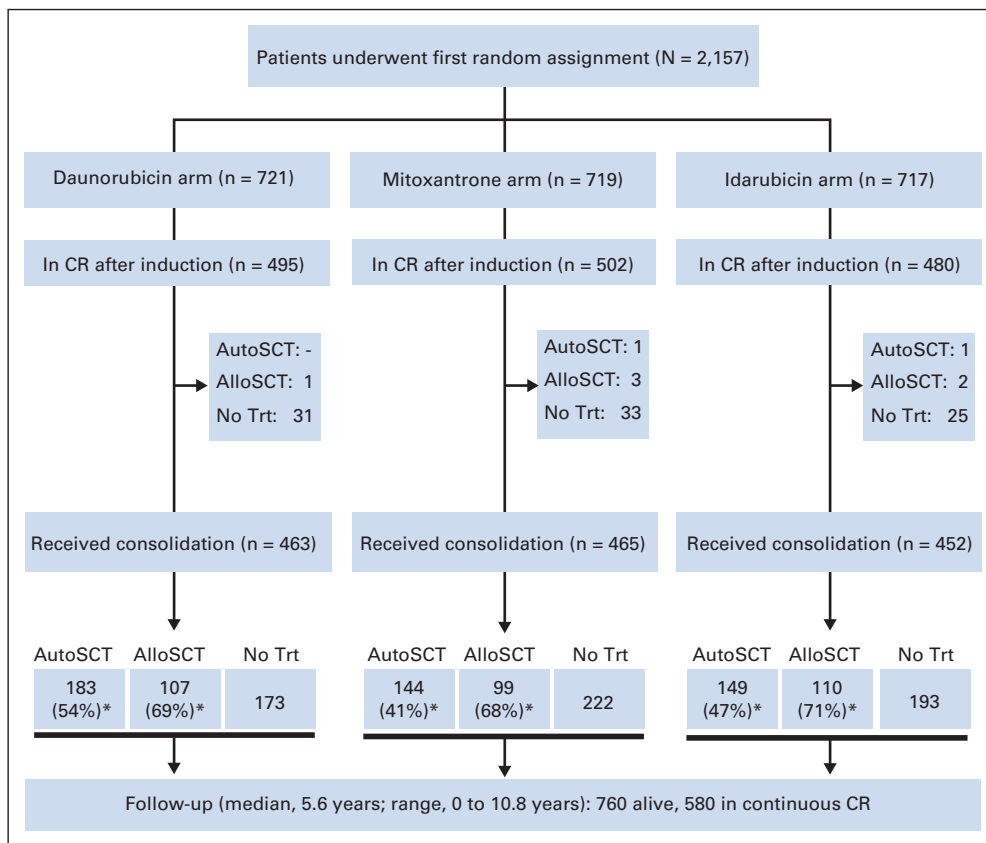 Patients underwent first random assignment (N = 2,157)
Daunorubicin arm (n = 721)
Mitoxantrone arm (n = 719)
Idarubicin arm (n = 717)
In CR after induction (n = 495)
In CR after induction (n = 502)
In CR after induction (n = 480)
AutoSCT: -
AlloSCT: 1
No Trt: 31
AutoSCT: 1
AlloSCT: 3
No Trt: 33
AutoSCT: 1
AlloSCT: 2
No Trt: 25
Received consolidation (n = 463)
Received consolidation (n = 465)
Received consolidation (n = 452)
AutoSCT AlloSCT No Trt
183 107 173
(54%)* (69%)*
AutoSCT AlloSCT No Trt
144 99 222
(41%)* (68%)*
AutoSCT AlloSCT No Trt
149 110 193
(47%)* (71%)*
Follow-up (median, 5.6 years; range, 0 to 10.8 years): 760 alive, 580 in continuous CR